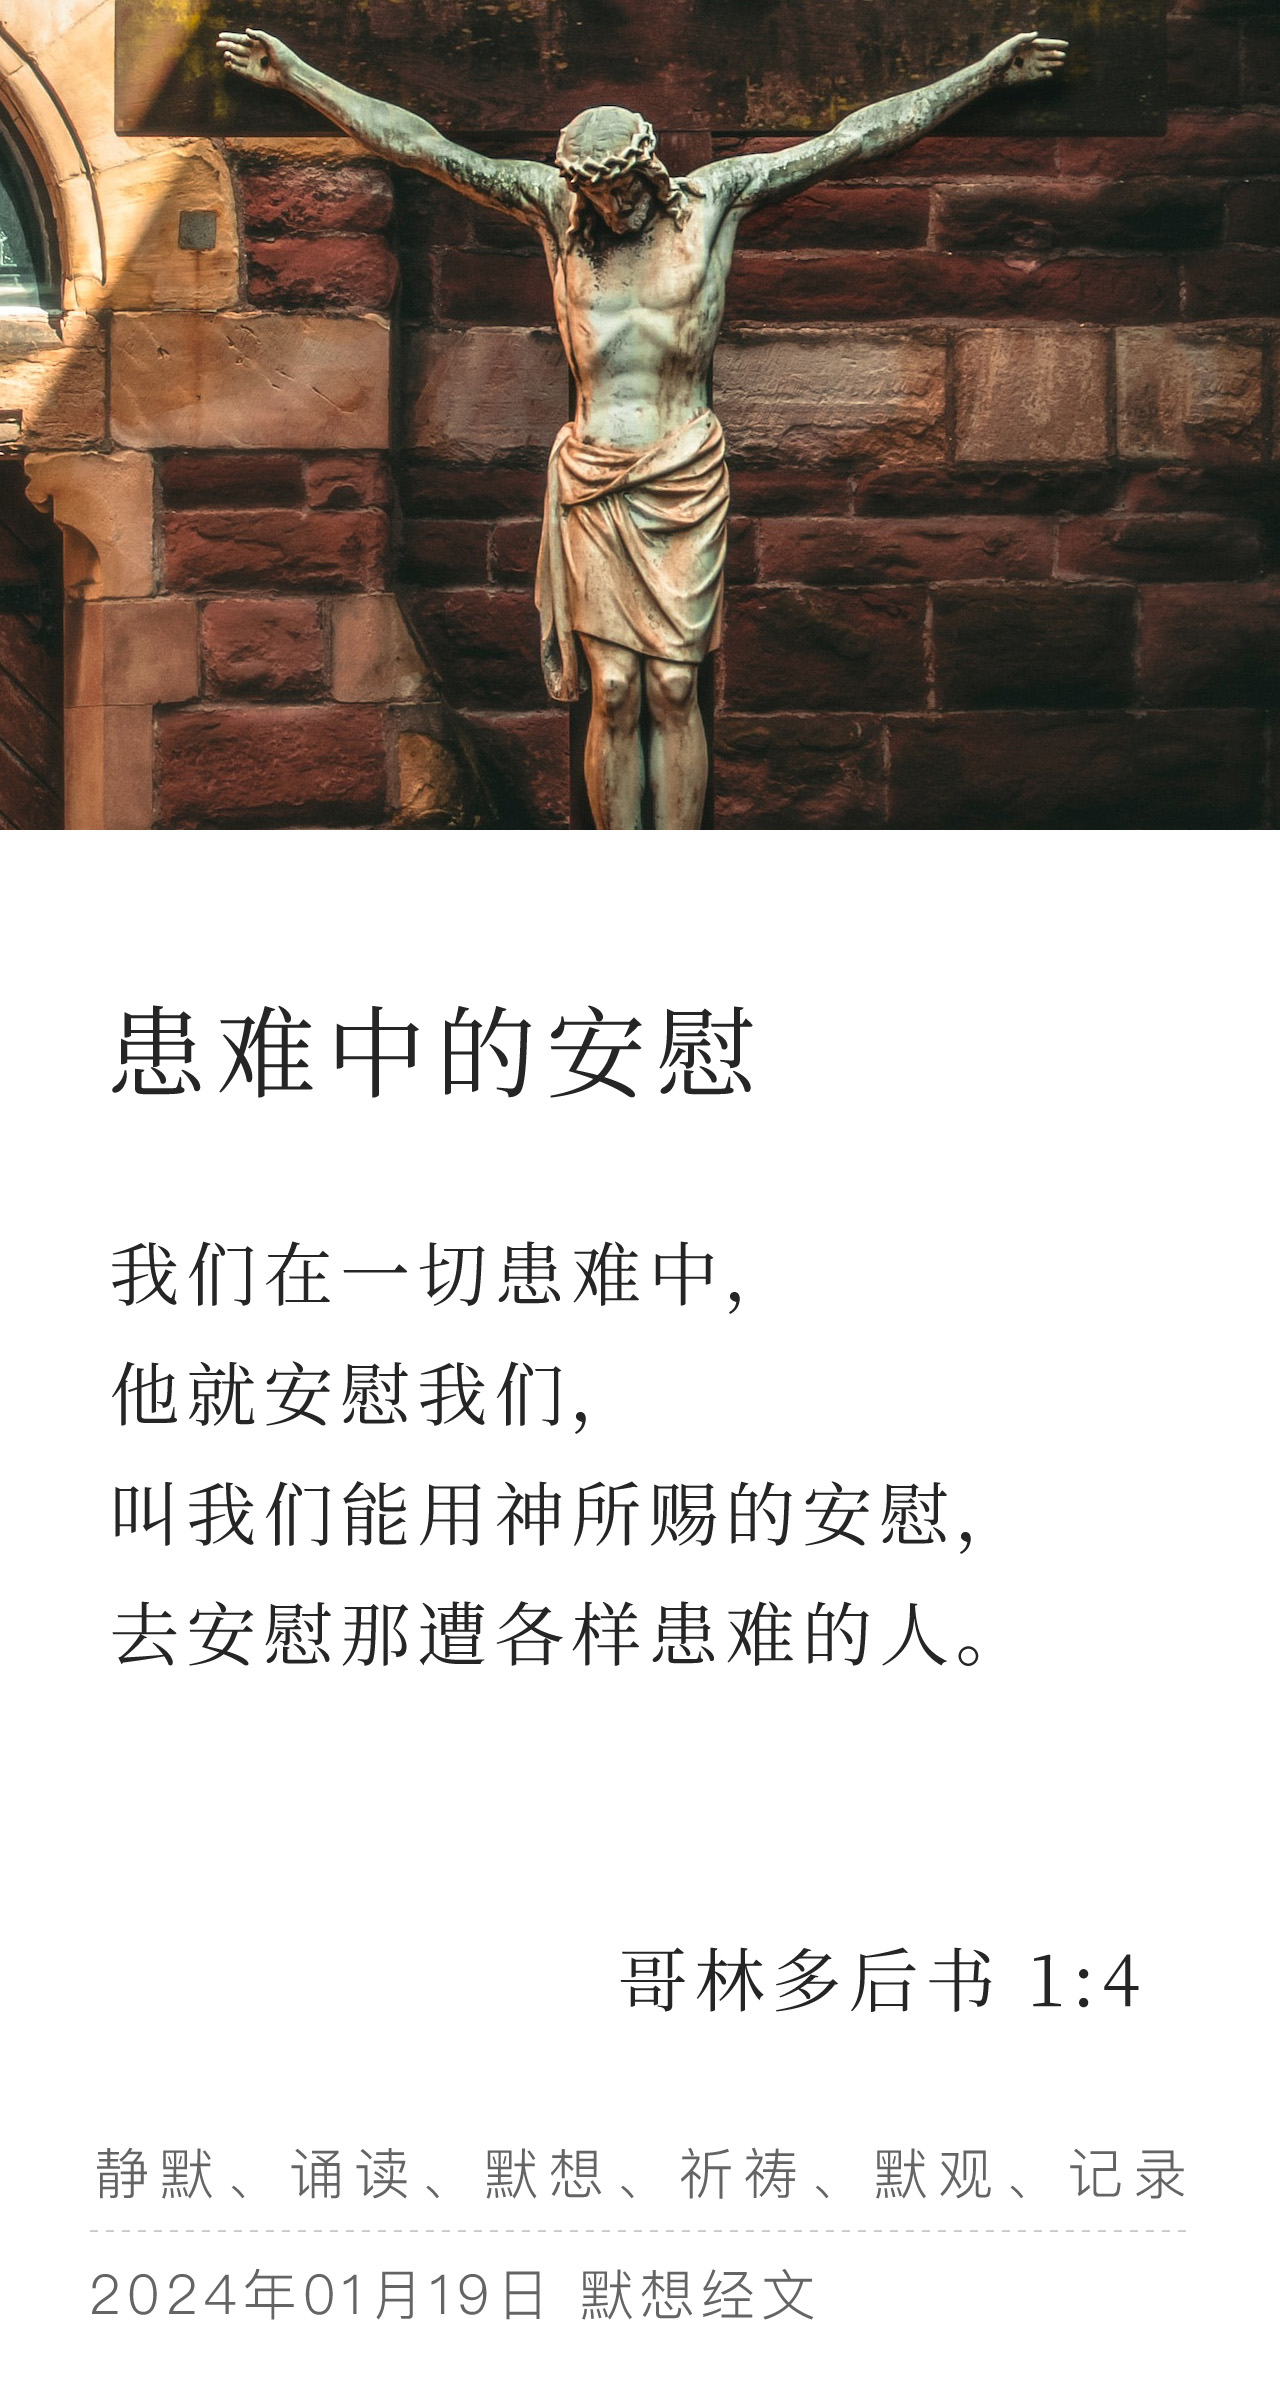 患难中的安慰
我们在一切患难中,
他就安慰我们,
叫我们能用神所赐的安慰,
去安慰那遭各样患难的人。
哥林多后书 1:4
静默、诵读、默想、祈祷、默观、记录
2024年01月19日 默想经文